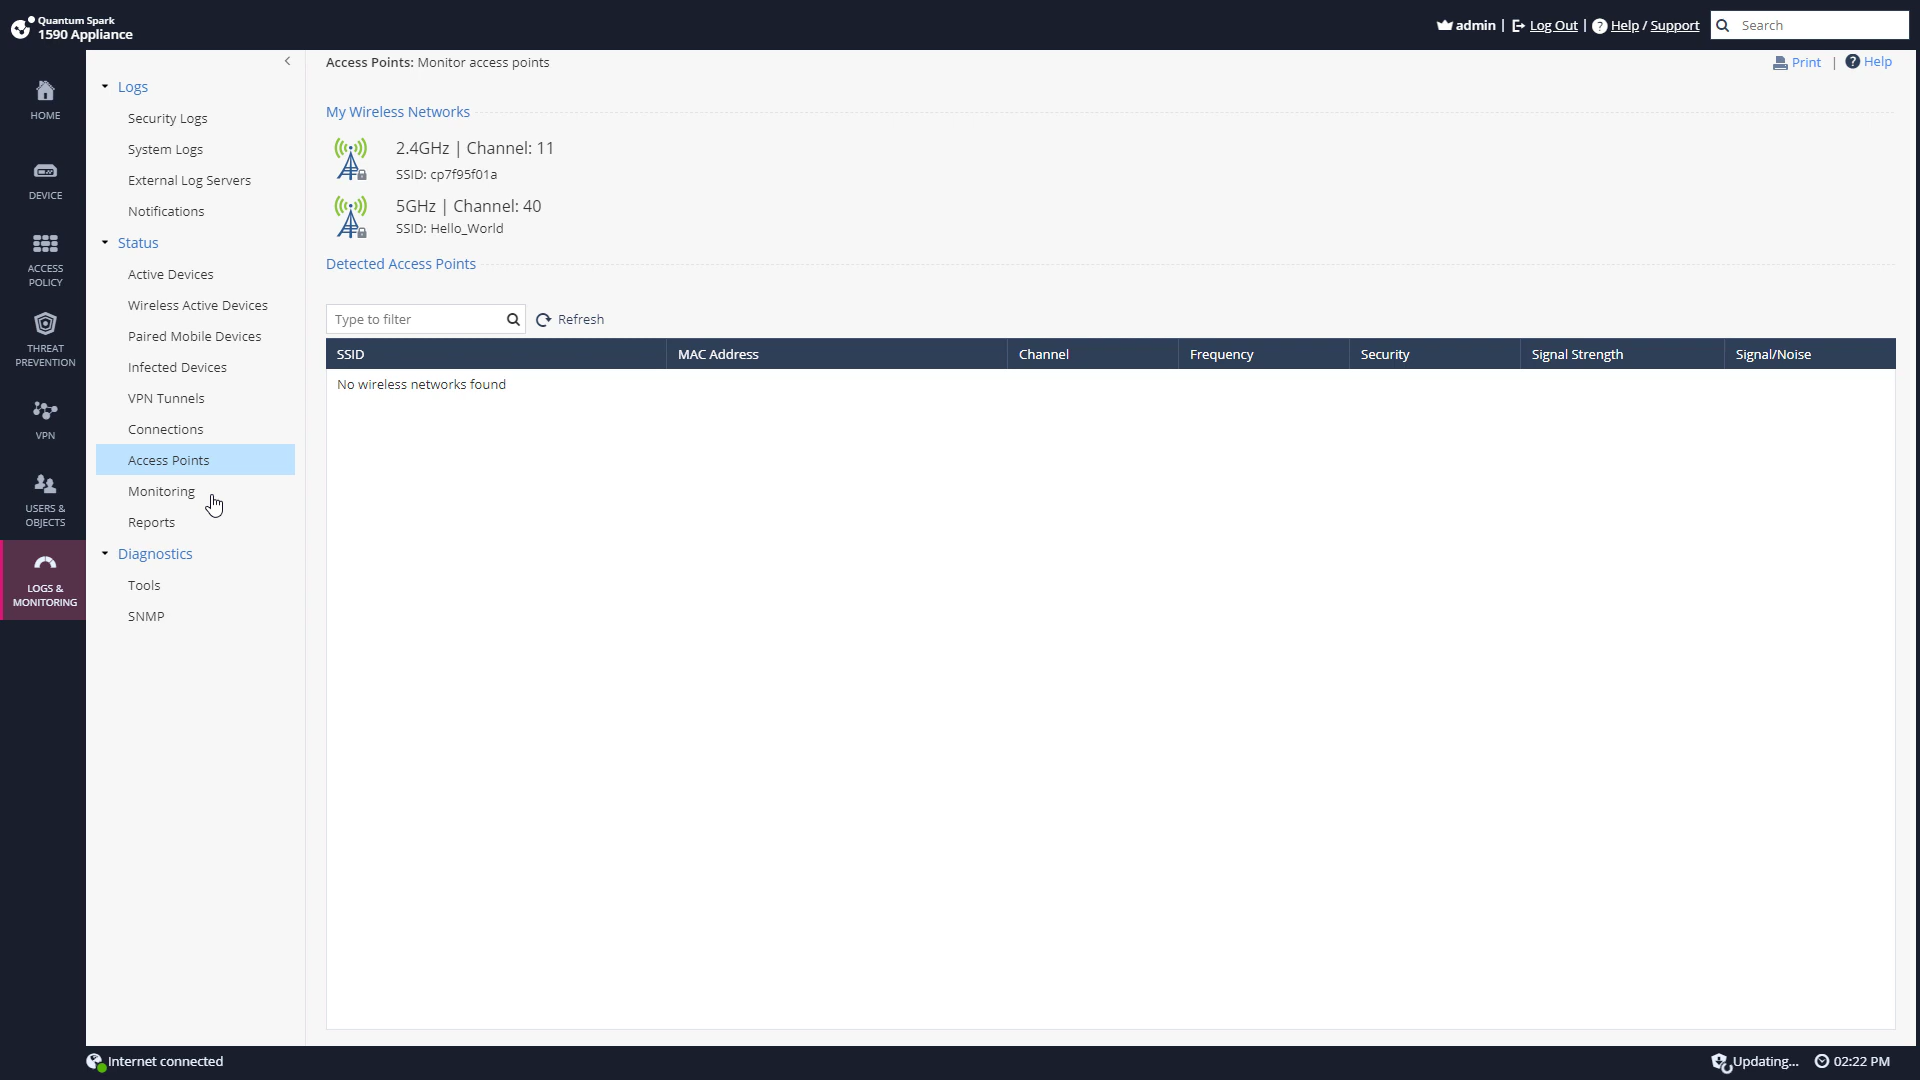 Quantum Spark
1590 Appliance
admin | Log Out | Help / Support
Search
HOME
DEVICE
ACCESS
POLICY
THREAT
PREVENTION
VPN
USERS &
OBJECTS
LOGS &
MONITORING
Logs
Security Logs
System Logs
External Log Servers
Notifications
Status
Active Devices
Wireless Active Devices
Paired Mobile Devices
Infected Devices
VPN Tunnels
Connections
Access Points
Monitoring
Reports
Diagnostics
Tools
SNMP
Access Points: Monitor access points
Print | Help
My Wireless Networks
2.4GHz | Channel: 11
SSID: cp7f95f01a
5GHz | Channel: 40
SSID: Hello_World
Detected Access Points
Type to filter
Refresh
SSID MAC Address Channel Frequency Security Signal Strength Signal/Noise
No wireless networks found
Internet connected
Updating... 02:22 PM